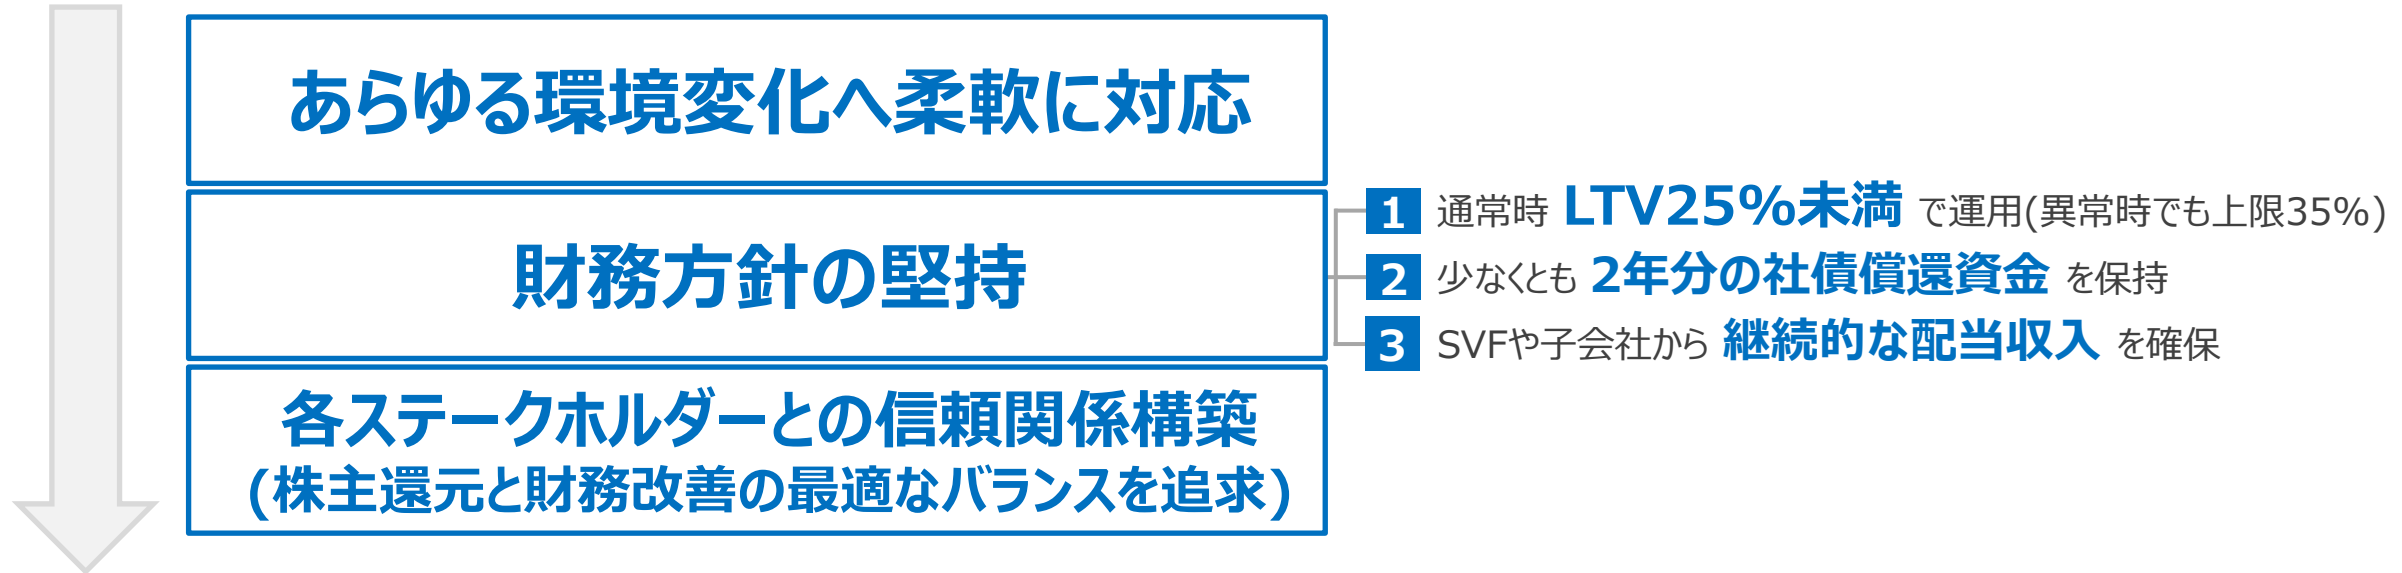 あらゆる環境変化へ柔軟に対応
財務方針の堅持
1 通常時 LTV25%未満 で運用(異常時でも上限35%)
2 少なくとも 2年分の社債償還資金 を保持
3 SVFや子会社から 継続的な配当収入 を確保
各ステークホルダーとの信頼関係構築
(株主還元と財務改善の最適なバランスを追求)